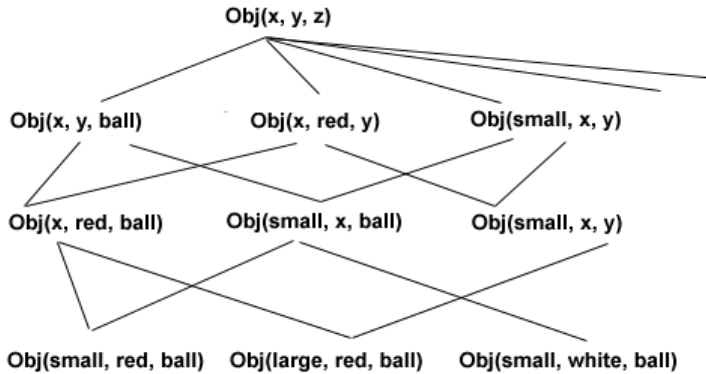 Obj(x, y, z)
Obj(x, y, ball) Obj(x, red, y) Obj(small, x, y)
Obj(x, red, ball) Obj(small, x, ball) Obj(small, x, y)
Obj(small, red, ball) Obj(large, red, ball) Obj(small, white, ball)